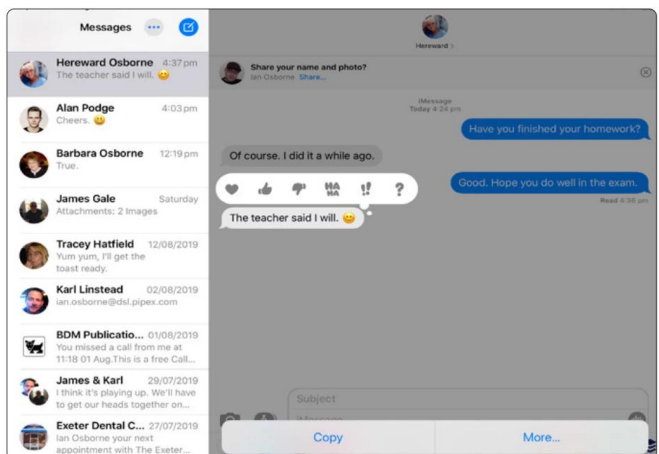 Messages
Hereward Osborne 4:37 pm
The teacher said I will. 😊
Alan Podge 4:03 pm
Cheers. 😀
Barbara Osborne 12:19 pm
True.
James Gale Saturday
Attachments: 2 Images
Tracey Hatfield 12/08/2019
Yum yum, I'll get the
toast ready.
Karl Linstead 02/08/2019
ian.osborne@dsl.pipex.com
BDM Publicatio... 01/08/2019
You missed a call from me at
11:18 01 Aug.This is a free Call...
James & Karl 29/07/2019
I think it's playing up. We'll have
to get our heads together on...
Exeter Dental C... 27/07/2019
Ian Osborne your next
appointment with The Exeter...
Hereward
Share your name and photo?
Ian Osborne Share...
iMessage
Today 4:24 pm
Have you finished your homework?
Of course. I did it a while ago.
Good. Hope you do well in the exam.
Read 4:36 pm
HA
HA
!!
?
The teacher said I will. 😊
Subject
iMessage
Copy
More...